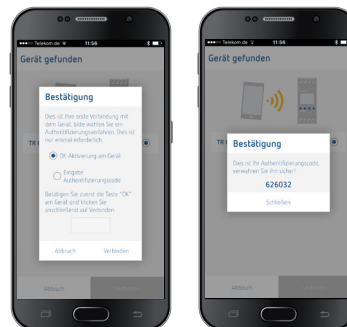 Telekom.de 11:56
Gerät gefunden
Bestätigung
Dies ist Ihre erste Verbindung mit
dem Gerät, bitte wählen Sie ein
Authentifizierungsverfahren. Dies ist
nur einmal erforderlich.
OK-Aktivierung am Gerät
Eingabe
Authentifizierungscode
Betätigen Sie zuerst die Taste "OK"
am Gerät und klicken Sie
anschließend auf Verbinden
Abbruch Verbinden
Abbruch
Telekom.de 11:56
Gerät gefunden
Bestätigung
Dies ist Ihr Authentifizierungscode,
verwahren Sie ihn sicher!
626032
Schließen
Abbruch